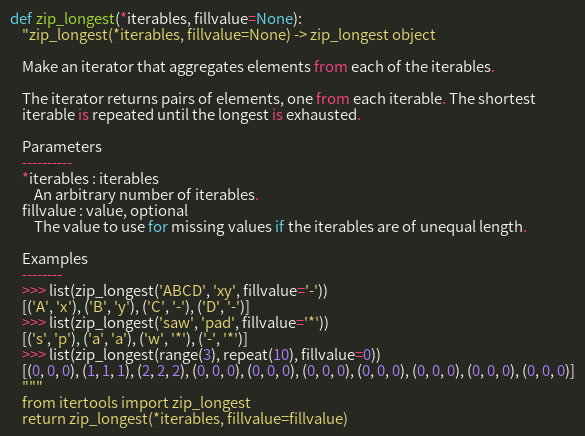 def zip_longest(*iterables, fillvalue=None):
"zip_longest(*iterables, fillvalue=None) -> zip_longest object
Make an iterator that aggregates elements from each of the iterables.
The iterator returns pairs of elements, one from each iterable. The shortest
iterable is repeated until the longest is exhausted.
Parameters
----------
*iterables : iterables
An arbitrary number of iterables.
fillvalue : value, optional
The value to use for missing values if the iterables are of unequal length.
Examples
--------
>>> list(zip_longest('ABCD', 'xy', fillvalue='-'))
[('A', 'x'), ('B', 'y'), ('C', '-'), ('D', '-')]
>>> list(zip_longest('saw', 'pad', fillvalue='*'))
[('s', 'p'), ('a', 'a'), ('w', '*'), ('-', '*')]
>>> list(zip_longest(range(3), repeat(10), fillvalue=0))
[(0, 0, 0), (1, 1, 1), (2, 2, 2), (0, 0, 0), (0, 0, 0), (0, 0, 0), (0, 0, 0), (0, 0, 0), (0, 0, 0), (0, 0, 0)]
"""
from itertools import zip_longest
return zip_longest(*iterables, fillvalue=fillvalue)